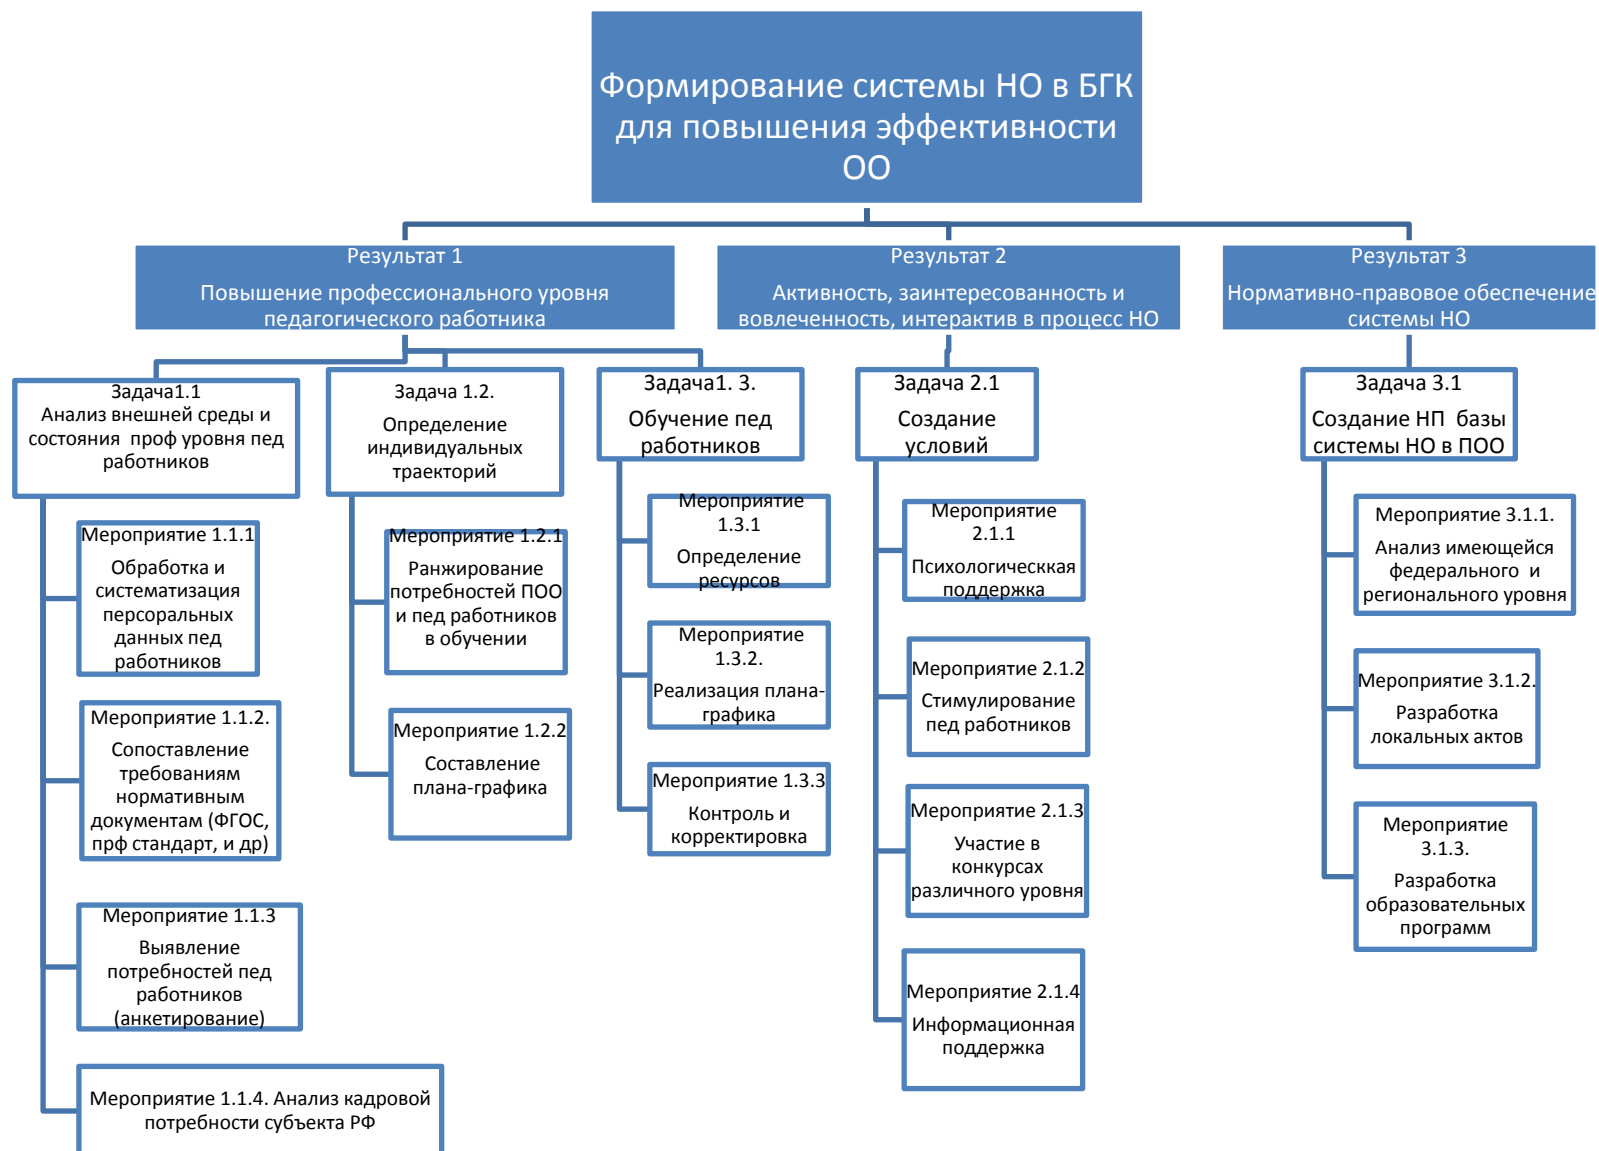 Формирование системы НО в БГК
для повышения эффективности
ОО
Результат 1
Повышение профессионального уровня
педагогического работника
Результат 2
Активность, заинтересованность и
вовлеченность, интерактив в процесс НО
Результат 3
Нормативно-правовое обеспечение
системы НО
Задача1.1
Анализ внешней среды и
состояния проф уровня пед
работников
Мероприятие 1.1.1
Обработка и
систематизация
персоральных
данных пед
работников
Мероприятие 1.1.2.
Сопоставление
требованиям
нормативным
документам (ФГОС,
прф стандарт, и др)
Мероприятие 1.1.3
Выявление
потребностей пед
работников
(анкетирование)
Мероприятие 1.1.4. Анализ кадровой
потребности субъекта РФ
Задача 1.2.
Определение
индивидуальных
траекторий
Мероприятие 1.2.1
Ранжирование
потребностей ПОО
и пед работников
в обучении
Мероприятие 1.2.2
Составление
плана-графика
Задача1. 3.
Обучение пед
работников
Мероприятие
1.3.1
Определение
ресурсов
Мероприятие
1.3.2.
Реализация плана-
графика
Мероприятие 1.3.3
Контроль и
корректировка
Задача 2.1
Создание
условий
Мероприятие
2.1.1
Психологическкая
поддержка
Мероприятие 2.1.2
Стимулирование
пед работников
Мероприятие 2.1.3
Участие в
конкурсах
различного уровня
Мероприятие 2.1.4
Информационная
поддержка
Задача 3.1
Создание НП базы
системы НО в ПОО
Мероприятие 3.1.1.
Анализ имеющейся
федерального и
регионального уровня
Мероприятие 3.1.2.
Разработка
локальных актов
Мероприятие
3.1.3.
Разработка
образовательных
программ